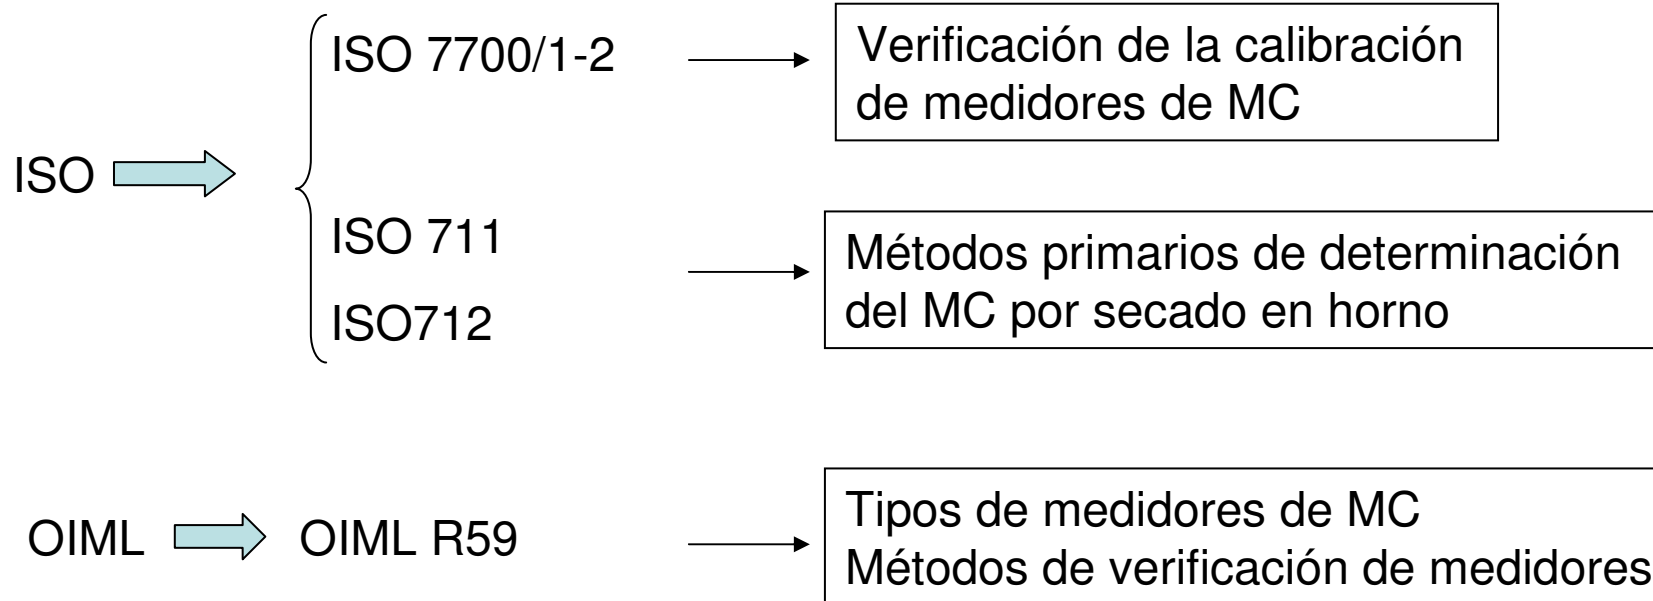 ISO
ISO 7700/1-2
Verificación de la calibración
de medidores de MC
ISO 711
ISO712
Métodos primarios de determinación
del MC por secado en horno
OIML
OIML R59
Tipos de medidores de MC
Métodos de verificación de medidores